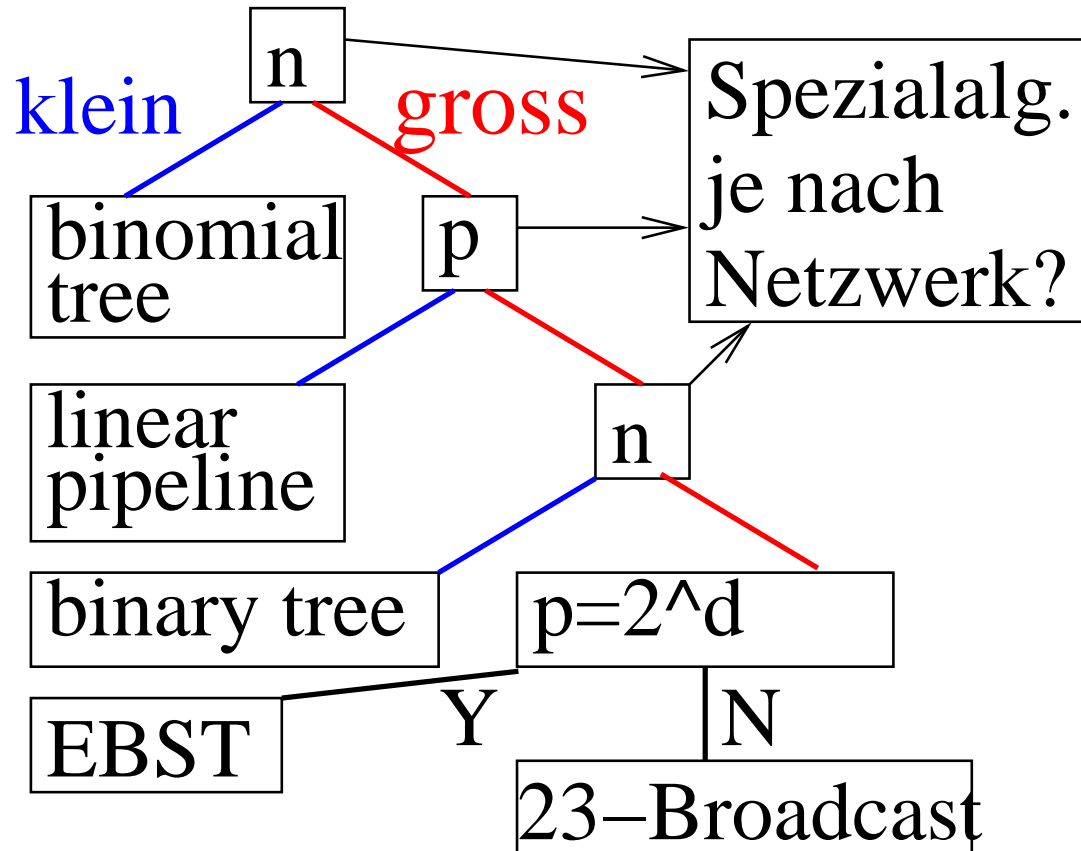 n
klein
gross
Spezialalg.
je nach
Netzwerk?
binomial
tree
p
linear
pipeline
n
binary tree
p=2^d
Y
N
EBST
23−Broadcast